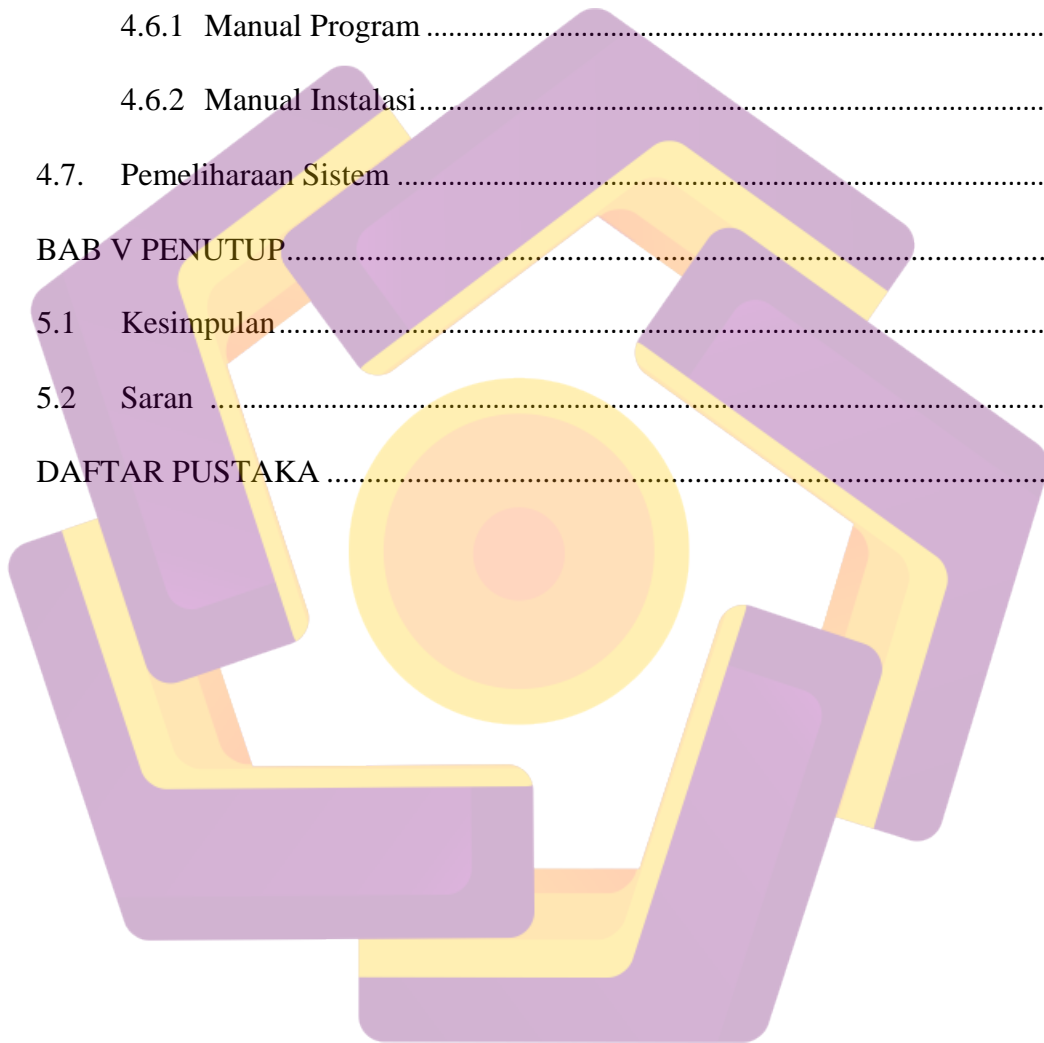 4.6.1 Manual Program ........................................................................................
4.6.2 Manual Instalasi.........................................................................................
4.7. Pemeliharaan Sistem ............................................................................................
BAB V PENUTUP..........................................................................................................
5.1 Kesimpulan...........................................................................................................
5.2 Saran ...................................................................................................................
DAFTAR PUSTAKA .....................................................................................................